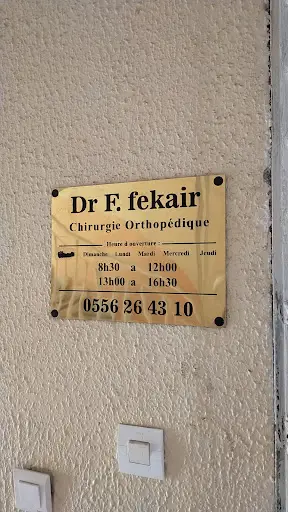 Dr F. fekair
Chirurgie Orthopédique
Heure d ouverture :
Dimanche Lundi Mardi Mercredi Jeudi
8h30 a 12h00
13h00 a 16h30
0556 26 43 10